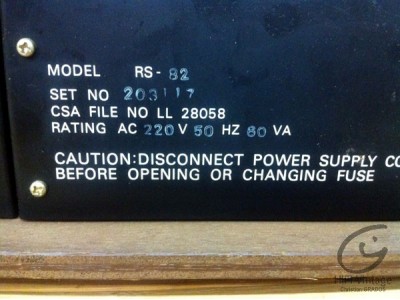 MODEL RS-82
SET NO 203117
CSA FILE NO LL 28058
RATING AC 220 V 50 HZ 60 VA
CAUTION:DISCONNECT POWER SUPPLY CO
BEFORE OPENING OR CHANGING FUSE